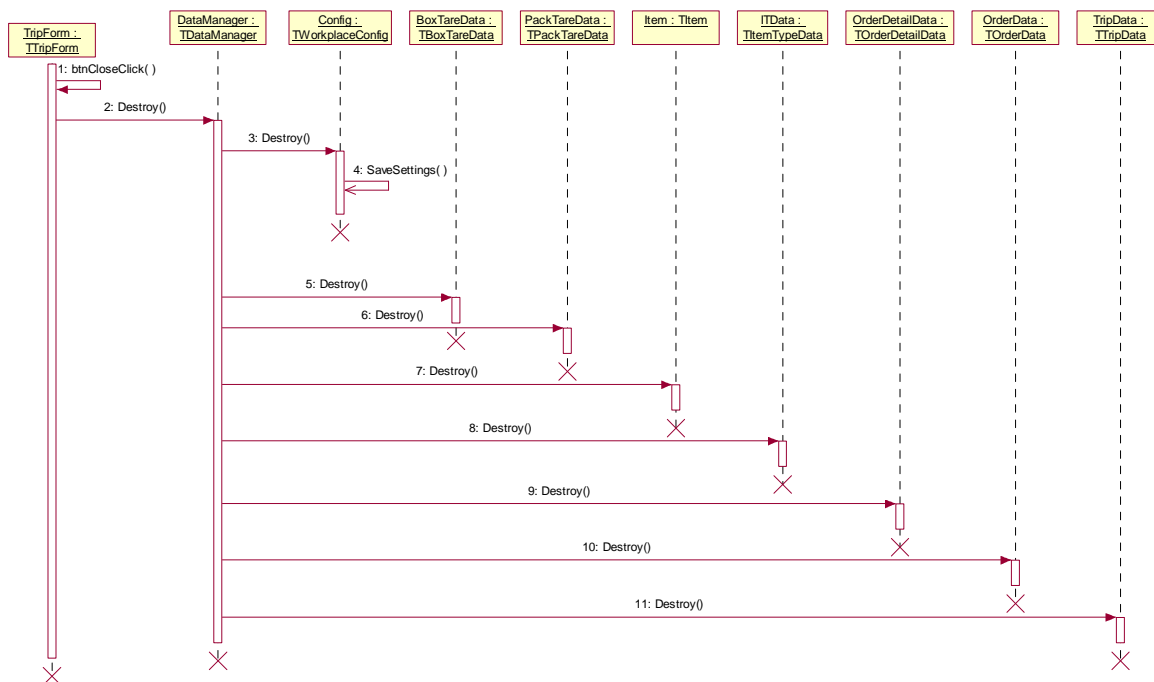 TripForm :
TTripForm
DataManager :
TDataManager
Config :
TWorkplaceConfig
BoxTareData :
TBoxTareData
PackTareData :
TPackTareData
Item : TItem
ITData :
TItemTypeData
OrderDetailData :
TOrderDetailData
OrderData :
TOrderData
TripData :
TTripData
1: btnCloseClick( )
2: Destroy()
3: Destroy()
4: SaveSettings( )
5: Destroy()
6: Destroy()
7: Destroy()
8: Destroy()
9: Destroy()
10: Destroy()
11: Destroy()